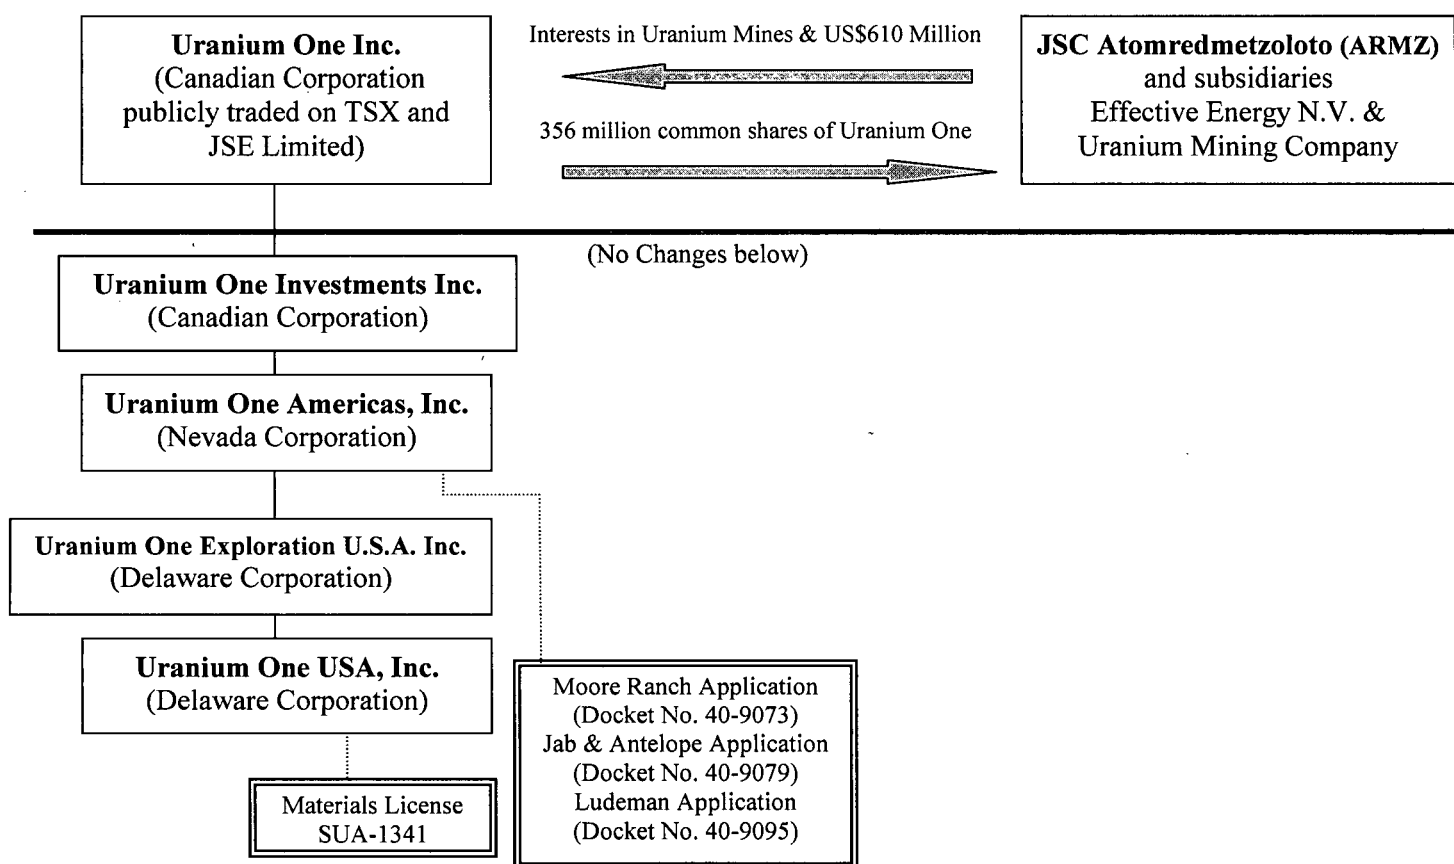 Uranium One Inc.
(Canadian Corporation
publicly traded on TSX and
JSE Limited)
Interests in Uranium Mines & US$610 Million
356 million common shares of Uranium One
JSC Atomredmetzoloto (ARMZ)
and subsidiaries
Effective Energy N.V. &
Uranium Mining Company
(No Changes below)
Uranium One Investments Inc.
(Canadian Corporation)
Uranium One Americas, Inc.
(Nevada Corporation)
Uranium One Exploration U.S.A. Inc.
(Delaware Corporation)
Uranium One USA, Inc.
(Delaware Corporation)
Materials License
SUA-1341
Moore Ranch Application
(Docket No. 40-9073)
Jab & Antelope Application
(Docket No. 40-9079)
Ludeman Application
(Docket No. 40-9095)